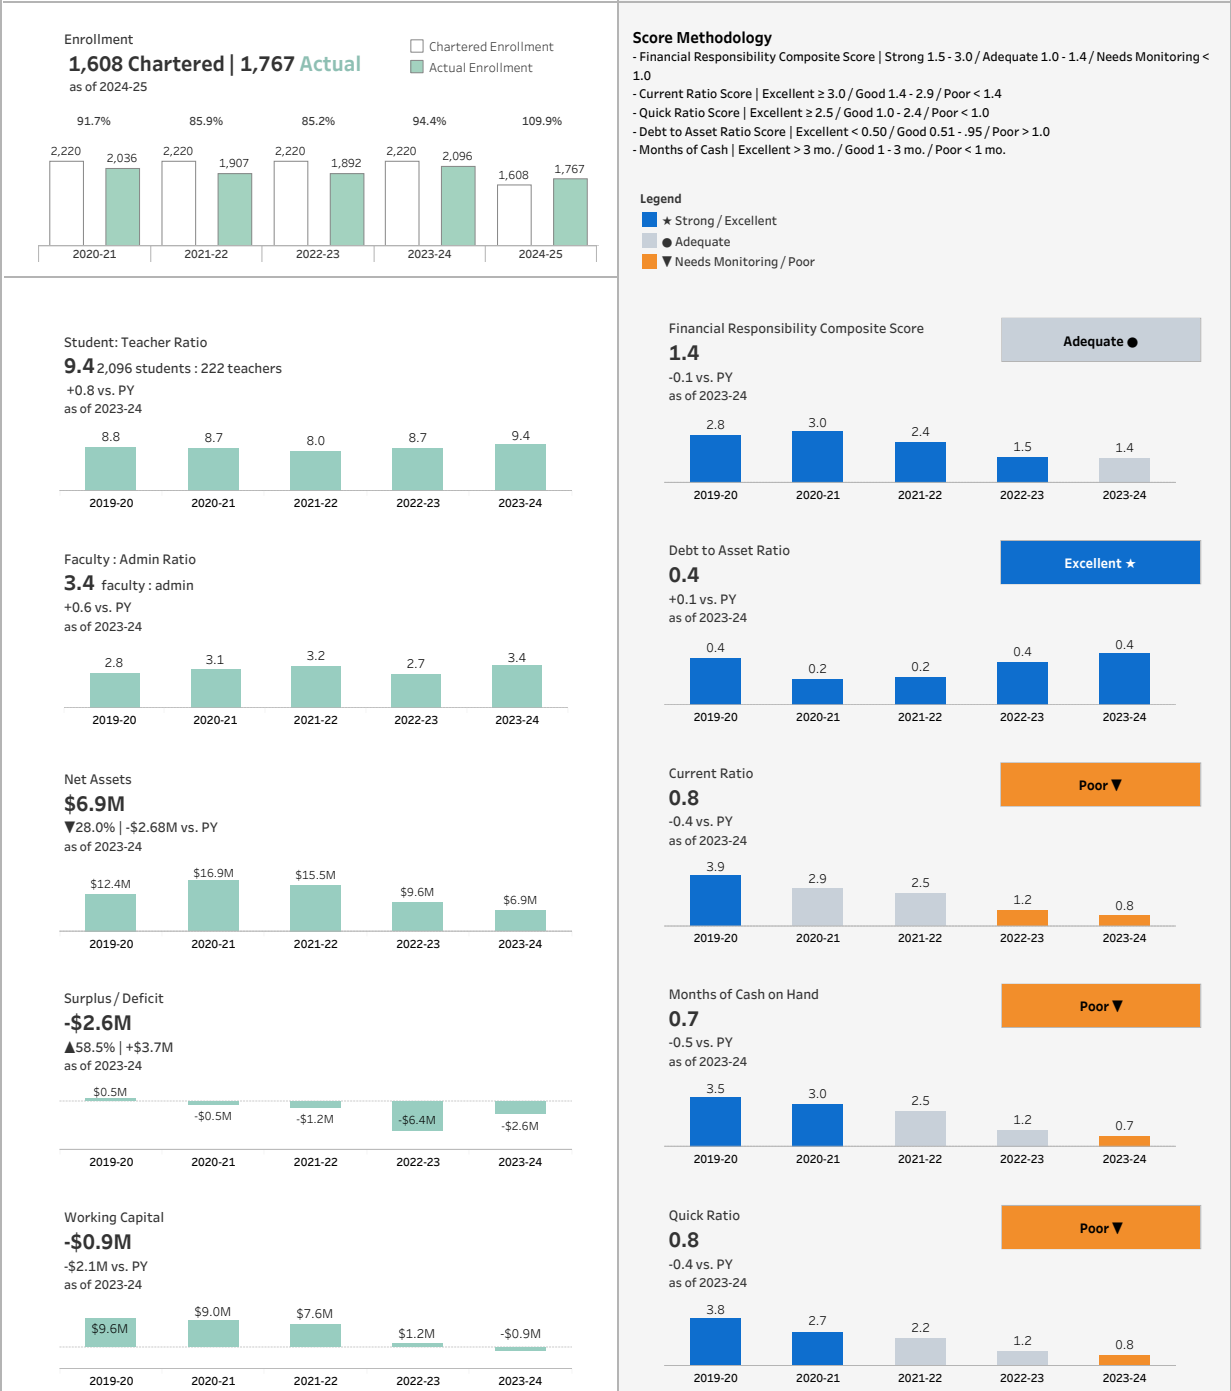 Enrollment
1,608 Chartered | 1,767 Actual
as of 2024-25
Chartered Enrollment
Actual Enrollment
91.7% 85.9% 85.2% 94.4% 109.9%
2,220 2,036 2,220 1,907 2,220 1,892 2,220 2,096 1,608 1,767
2020-21 2021-22 2022-23 2023-24 2024-25
Score Methodology
- Financial Responsibility Composite Score | Strong 1.5 - 3.0 / Adequate 1.0 - 1.4 / Needs Monitoring <
1.0
- Current Ratio Score | Excellent ≥ 3.0 / Good 1.4 - 2.9 / Poor < 1.4
- Quick Ratio Score | Excellent ≥ 2.5 / Good 1.0 - 2.4 / Poor < 1.0
- Debt to Asset Ratio Score | Excellent < 0.50 / Good 0.51 - .95 / Poor > 1.0
- Months of Cash | Excellent > 3 mo. / Good 1 - 3 mo. / Poor < 1 mo.
Legend
★ Strong / Excellent
● Adequate
▼ Needs Monitoring / Poor
Student: Teacher Ratio
9.4 2,096 students : 222 teachers
+0.8 vs. PY
as of 2023-24
8.8 8.7 8.0 8.7 9.4
2019-20 2020-21 2021-22 2022-23 2023-24
Faculty : Admin Ratio
3.4 faculty : admin
+0.6 vs. PY
as of 2023-24
2.8 3.1 3.2 2.7 3.4
2019-20 2020-21 2021-22 2022-23 2023-24
Net Assets
$6.9M
▼28.0% | -$2.68M vs. PY
as of 2023-24
$12.4M $16.9M $15.5M $9.6M $6.9M
2019-20 2020-21 2021-22 2022-23 2023-24
Surplus / Deficit
-$2.6M
▲58.5% | +$3.7M
as of 2023-24
$0.5M -$0.5M -$1.2M -$6.4M -$2.6M
2019-20 2020-21 2021-22 2022-23 2023-24
Working Capital
-$0.9M
-$2.1M vs. PY
as of 2023-24
$9.6M $9.0M $7.6M $1.2M -$0.9M
2019-20 2020-21 2021-22 2022-23 2023-24
Financial Responsibility Composite Score
Adequate ●
1.4
-0.1 vs. PY
as of 2023-24
2.8 3.0 2.4 1.5 1.4
2019-20 2020-21 2021-22 2022-23 2023-24
Debt to Asset Ratio
Excellent ★
0.4
+0.1 vs. PY
as of 2023-24
0.4 0.2 0.2 0.4 0.4
2019-20 2020-21 2021-22 2022-23 2023-24
Current Ratio
Poor ▼
0.8
-0.4 vs. PY
as of 2023-24
3.9 2.9 2.5 1.2 0.8
2019-20 2020-21 2021-22 2022-23 2023-24
Months of Cash on Hand
Poor ▼
0.7
-0.5 vs. PY
as of 2023-24
3.5 3.0 2.5 1.2 0.7
2019-20 2020-21 2021-22 2022-23 2023-24
Quick Ratio
Poor ▼
0.8
-0.4 vs. PY
as of 2023-24
3.8 2.7 2.2 1.2 0.8
2019-20 2020-21 2021-22 2022-23 2023-24